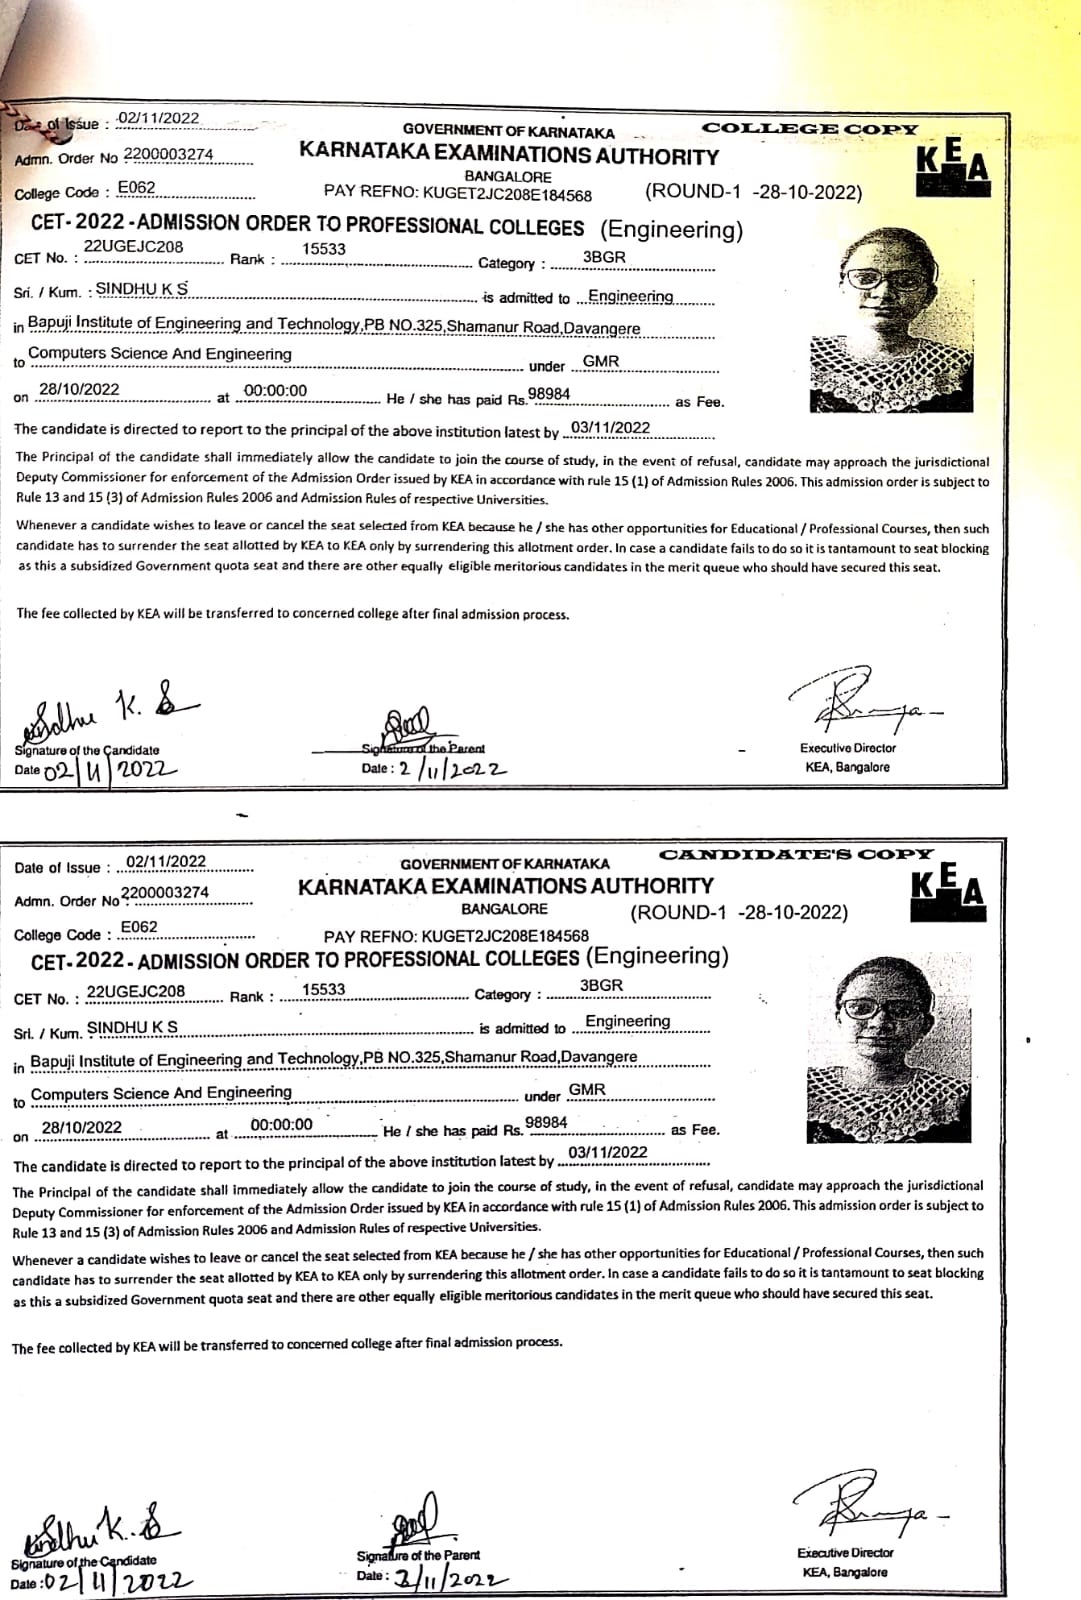 Date of Issue : 02/11/2022
COLLEGE COPY
GOVERNMENT OF KARNATAKA
KEA
Admn. Order No 2200003274
KARNATAKA EXAMINATIONS AUTHORITY
BANGALORE
College Code : E062
PAY REFNO: KUGET2JC208E184568 (ROUND-1 -28-10-2022)
CET- 2022 - ADMISSION ORDER TO PROFESSIONAL COLLEGES (Engineering)
CET No. : 22UGEJC208 Rank : 15533 Category : 3BGR
Sri. / Kum. : SINDHU K S is admitted to Engineering
in Bapuji Institute of Engineering and Technology,PB NO.325,Shamanur Road,Davangere
to Computers Science And Engineering under GMR
on 28/10/2022 at 00:00:00 He / she has paid Rs. 98984 as Fee.
The candidate is directed to report to the principal of the above institution latest by 03/11/2022
The Principal of the candidate shall immediately allow the candidate to join the course of study, in the event of refusal, candidate may approach the jurisdictional
Deputy Commissioner for enforcement of the Admission Order issued by KEA in accordance with rule 15 (1) of Admission Rules 2006. This admission order is subject to
Rule 13 and 15 (3) of Admission Rules 2006 and Admission Rules of respective Universities.
Whenever a candidate wishes to leave or cancel the seat selected from KEA because he / she has other opportunities for Educational / Professional Courses, then such
candidate has to surrender the seat allotted by KEA to KEA only by surrendering this allotment order. In case a candidate fails to do so it is tantamount to seat blocking
as this a subsidized Government quota seat and there are other equally eligible meritorious candidates in the merit queue who should have secured this seat.
The fee collected by KEA will be transferred to concerned college after final admission process.
Sindhu K. S
Signature of the Candidate Signature of the Parent Executive Director
Date 02/11/2022 Date : 2/11/2022 KEA, Bangalore
Date of Issue : 02/11/2022
CANDIDATE'S COPY
GOVERNMENT OF KARNATAKA
KEA
Admn. Order No : 2200003274
KARNATAKA EXAMINATIONS AUTHORITY
BANGALORE (ROUND-1 -28-10-2022)
College Code : E062
PAY REFNO: KUGET2JC208E184568
CET- 2022 - ADMISSION ORDER TO PROFESSIONAL COLLEGES (Engineering)
CET No. : 22UGEJC208 Rank : 15533 Category : 3BGR
Sri. / Kum. : SINDHU K S is admitted to Engineering
in Bapuji Institute of Engineering and Technology,PB NO.325,Shamanur Road,Davangere
to Computers Science And Engineering under GMR
on 28/10/2022 at 00:00:00 He / she has paid Rs. 98984 as Fee.
The candidate is directed to report to the principal of the above institution latest by 03/11/2022
The Principal of the candidate shall immediately allow the candidate to join the course of study, in the event of refusal, candidate may approach the jurisdictional
Deputy Commissioner for enforcement of the Admission Order issued by KEA in accordance with rule 15 (1) of Admission Rules 2006. This admission order is subject to
Rule 13 and 15 (3) of Admission Rules 2006 and Admission Rules of respective Universities.
Whenever a candidate wishes to leave or cancel the seat selected from KEA because he / she has other opportunities for Educational / Professional Courses, then such
candidate has to surrender the seat allotted by KEA to KEA only by surrendering this allotment order. In case a candidate fails to do so it is tantamount to seat blocking
as this a subsidized Government quota seat and there are other equally eligible meritorious candidates in the merit queue who should have secured this seat.
The fee collected by KEA will be transferred to concerned college after final admission process.
Sindhu K. S
Signature of the Candidate Signature of the Parent Executive Director
Date : 02/11/2022 Date : 2/11/2022 KEA, Bangalore